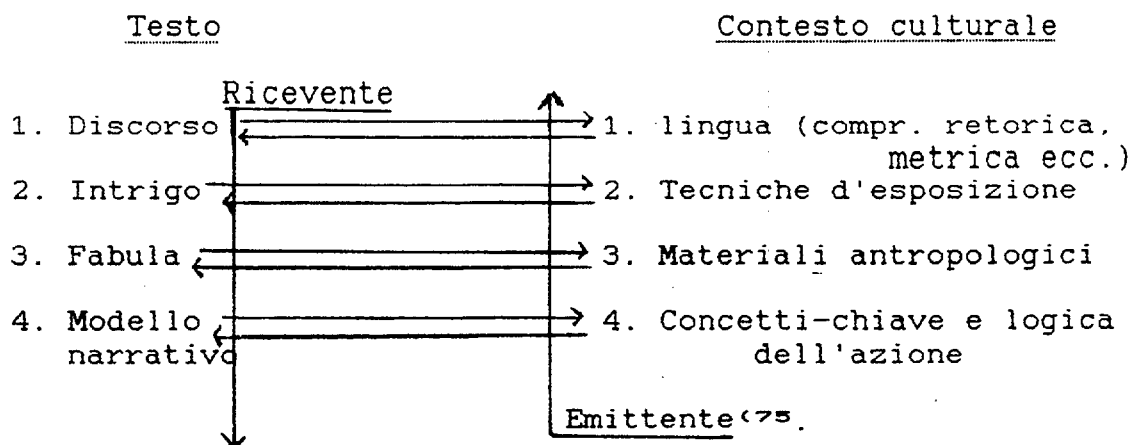 Testo Contesto culturale
Ricevente
1. Discorso 1. lingua (compr. retorica,
metrica ecc.)
2. Intrigo 2. Tecniche d'esposizione
3. Fabula 3. Materiali antropologici
4. Modello 4. Concetti-chiave e logica
narrativo dell'azione
Emittente(75.